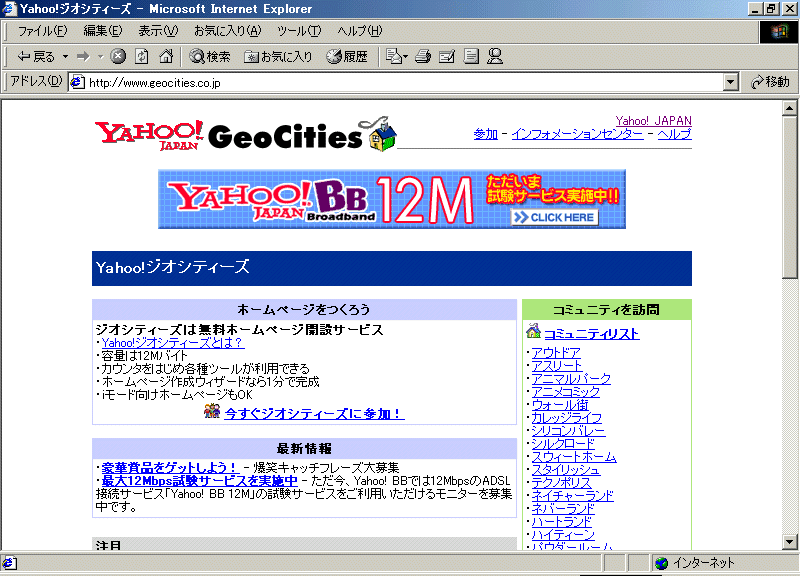 Yahoo!ジオシティーズ - Microsoft Internet Explorer
ファイル(F) 編集(E) 表示(V) お気に入り(A) ツール(T) ヘルプ(H)
戻る 検索 お気に入り 履歴
アドレス(D) http://www.geocities.co.jp 移動
YAHOO! JAPAN GeoCities
Yahoo! JAPAN
参加 - インフォメーションセンター - ヘルプ
YAHOO! JAPAN BB Broadband 12M ただいま 試験サービス実施中!! CLICK HERE
Yahoo!ジオシティーズ
ホームページをつくろう
ジオシティーズは無料ホームページ開設サービス
・Yahoo!ジオシティーズとは?
・容量は12Mバイト
・カウンタをはじめ各種ツールが利用できる
・ホームページ作成ウィザードなら1分で完成
・iモード向けホームページもOK
今すぐジオシティーズに参加!
最新情報
・豪華賞品をゲットしよう! - 爆笑キャッチフレーズ大募集
・最大12Mbps試験サービスを実施中 - ただ今、Yahoo! BBでは12MbpsのADSL
接続サービス「Yahoo! BB 12M」の試験サービスをご利用いただけるモニターを募集
中です。
注目
コミュニティを訪問
コミュニティリスト
・アウトドア
・アスリート
・アニマルパーク
・アニメコミック
・ウォール街
・カレッジライフ
・シリコンバレー
・シルクロード
・スウィートホーム
・スタイリッシュ
・テクノポリス
・ネイチャーランド
・ネバーランド
・ハートランド
・ハイティーン
・パウダールーム
インターネット